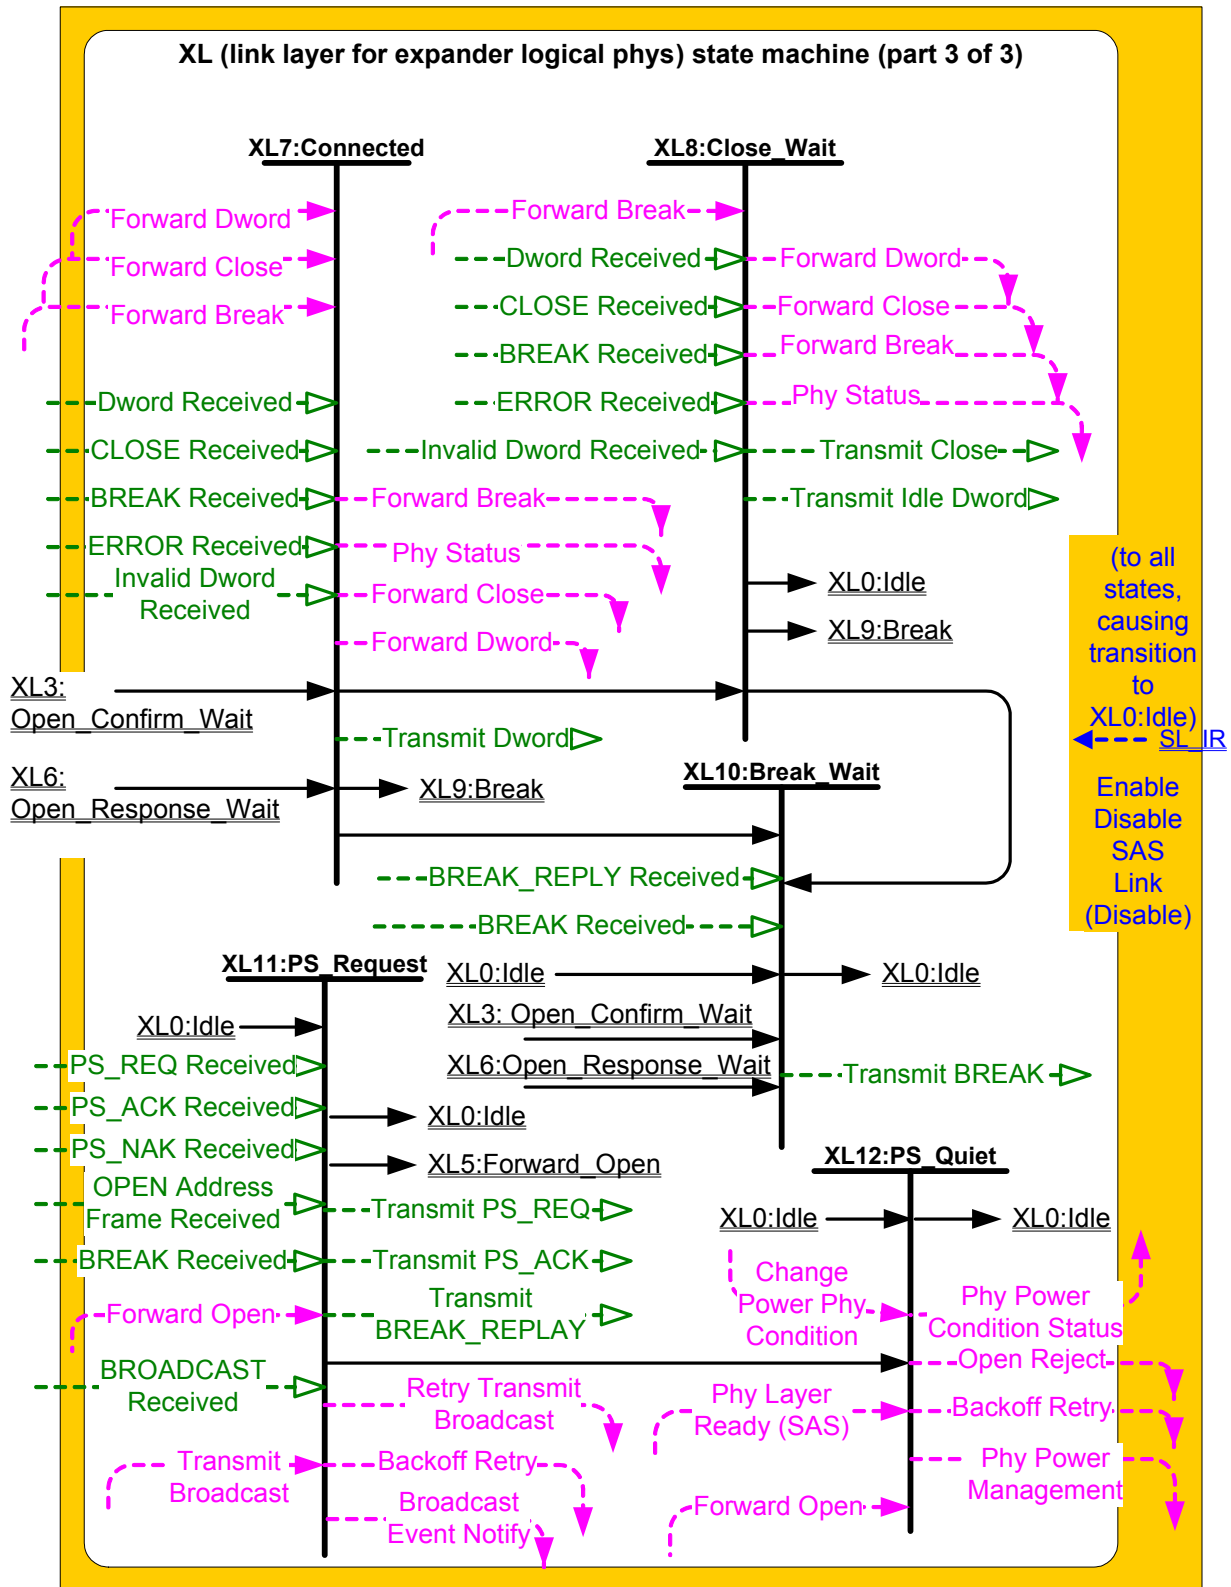 XL (link layer for expander logical phys) state machine (part 3 of 3)
XL7:Connected
XL8:Close_Wait
Forward Dword
Forward Close
Forward Break
Dword Received
CLOSE Received
BREAK Received
ERROR Received
Invalid Dword
Received
Forward Break
Phy Status
Forward Close
Forward Dword
XL3:
Open_Confirm_Wait
Transmit Dword
XL6:
Open_Response_Wait
XL9:Break
Forward Break
Dword Received
CLOSE Received
BREAK Received
ERROR Received
Invalid Dword Received
Forward Dword
Forward Close
Forward Break
Phy Status
Transmit Close
Transmit Idle Dword
XL0:Idle
XL9:Break
(to all
states,
causing
transition
to
XL0:Idle)
SL_IR
Enable
Disable
SAS
Link
(Disable)
XL10:Break_Wait
BREAK_REPLY Received
BREAK Received
XL0:Idle
XL0:Idle
XL3: Open_Confirm_Wait
XL6:Open_Response_Wait
Transmit BREAK
XL11:PS_Request
XL0:Idle
PS_REQ Received
PS_ACK Received
XL0:Idle
PS_NAK Received
XL5:Forward_Open
OPEN Address
Frame Received
Transmit PS_REQ
BREAK Received
Transmit PS_ACK
Forward Open
Transmit
BREAK_REPLAY
BROADCAST
Received
Retry Transmit
Broadcast
Transmit
Broadcast
Backoff Retry
Broadcast
Event Notify
XL12:PS_Quiet
XL0:Idle
XL0:Idle
Change
Power Phy
Condition
Phy Power
Condition Status
Open Reject
Phy Layer
Ready (SAS)
Backoff Retry
Phy Power
Management
Forward Open